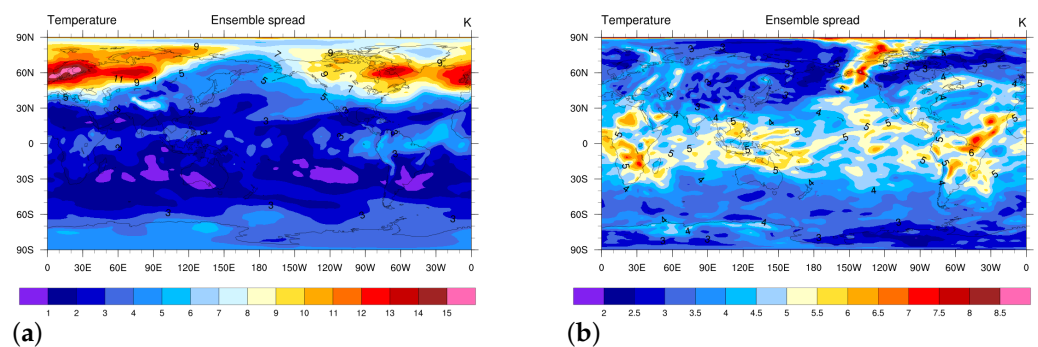 Temperature Ensemble spread K
90N
60N
30N
0
30S
60S
90S
0 30E 60E 90E 120E 150E 180 150W 120W 90W 60W 30W 0
1 2 3 4 5 6 7 8 9 10 11 12 13 14 15
(a)
Temperature Ensemble spread K
90N
60N
30N
0
30S
60S
90S
0 30E 60E 90E 120E 150E 180 150W 120W 90W 60W 30W 0
2 2.5 3 3.5 4 4.5 5 5.5 6 6.5 7 7.5 8 8.5
(b)